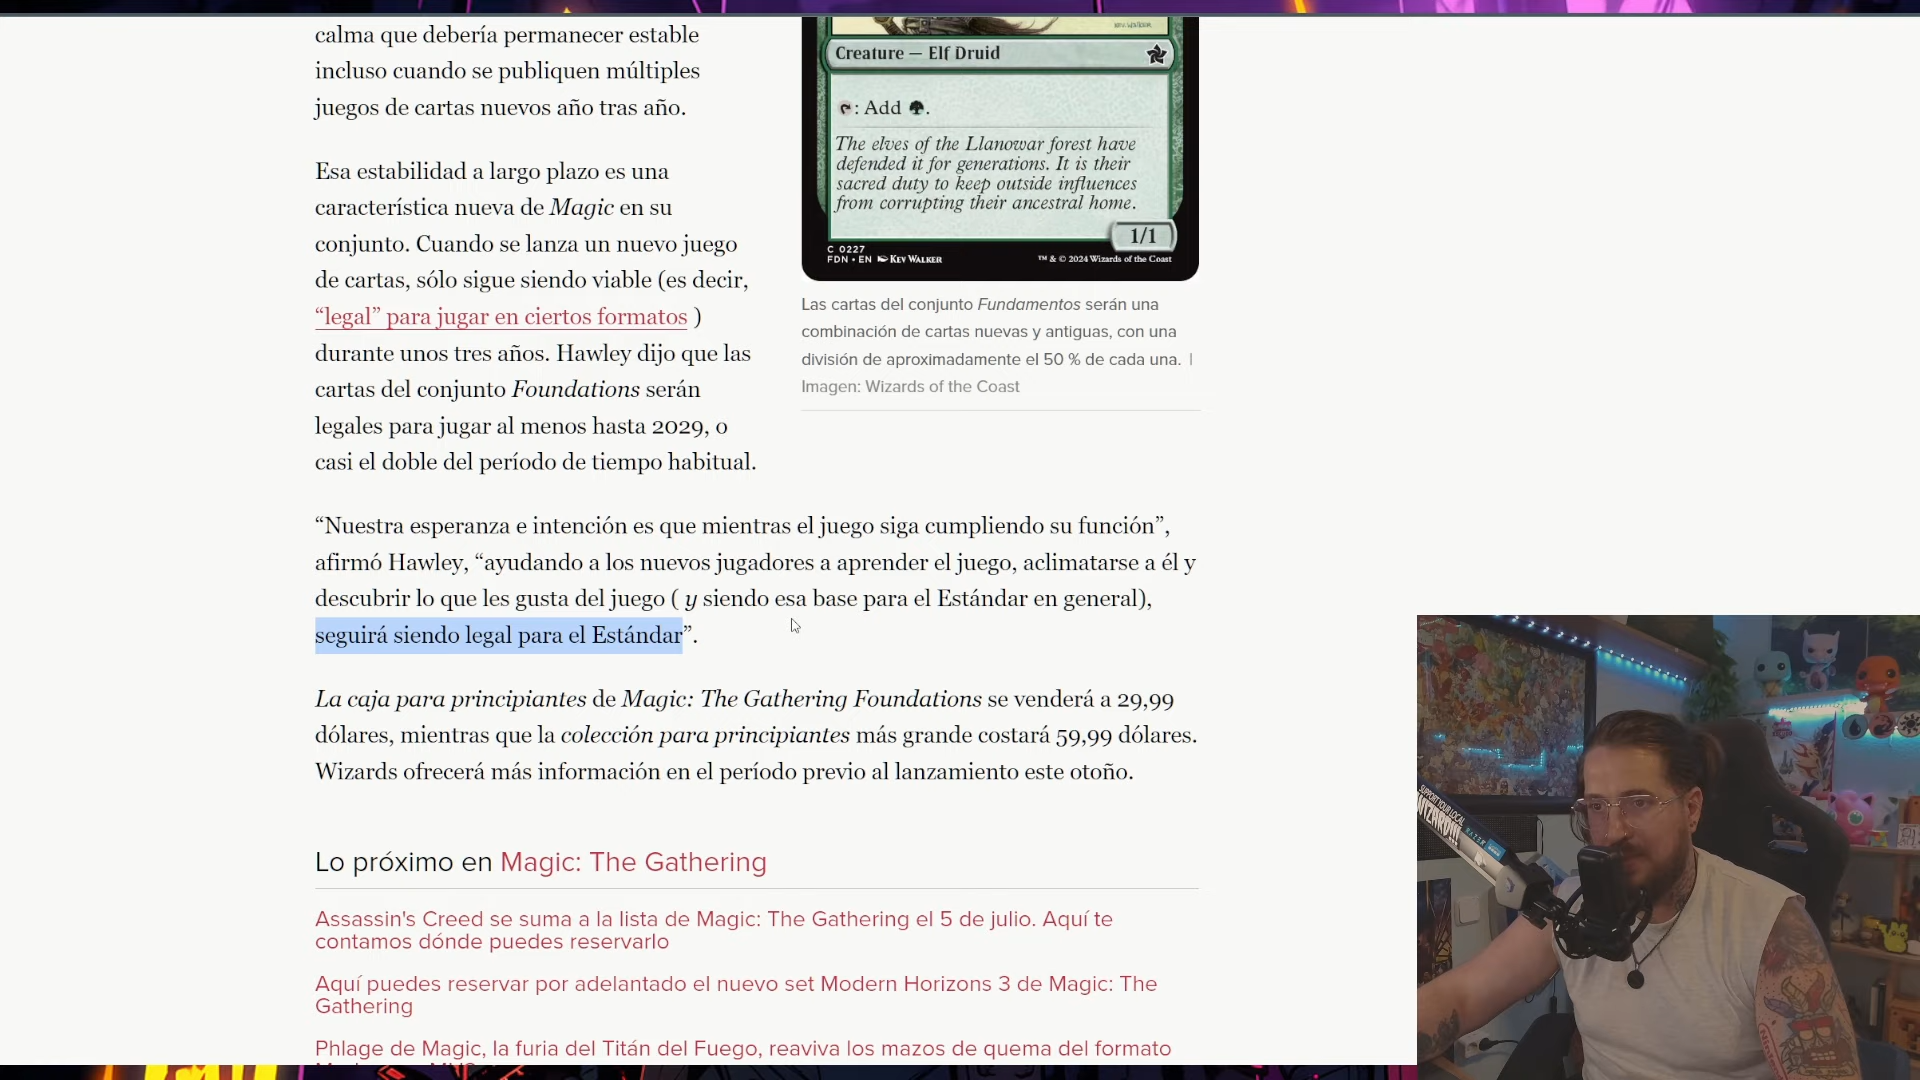 calma que debería permanecer estable
incluso cuando se publiquen múltiples
juegos de cartas nuevos año tras año.
Esa estabilidad a largo plazo es una
característica nueva de Magic en su
conjunto. Cuando se lanza un nuevo juego
de cartas, sólo sigue siendo viable (es decir,
“legal” para jugar en ciertos formatos )
durante unos tres años. Hawley dijo que las
cartas del conjunto Foundations serán
legales para jugar al menos hasta 2029, o
casi el doble del período de tiempo habitual.
Creature — Elf Druid
: Add .
The elves of the Llanowar forest have
defended it for generations. It is their
sacred duty to keep outside influences
from corrupting their ancestral home.
1/1
C 0227
FDN • EN KEV WALKER
™ & © 2024 Wizards of the Coast
Las cartas del conjunto Fundamentos serán una
combinación de cartas nuevas y antiguas, con una
división de aproximadamente el 50 % de cada una. |
Imagen: Wizards of the Coast
“Nuestra esperanza e intención es que mientras el juego siga cumpliendo su función”,
afirmó Hawley, “ayudando a los nuevos jugadores a aprender el juego, aclimatarse a él y
descubrir lo que les gusta del juego ( y siendo esa base para el Estándar en general),
seguirá siendo legal para el Estándar”.
La caja para principiantes de Magic: The Gathering Foundations se venderá a 29,99
dólares, mientras que la colección para principiantes más grande costará 59,99 dólares.
Wizards ofrecerá más información en el período previo al lanzamiento este otoño.
Lo próximo en Magic: The Gathering
Assassin's Creed se suma a la lista de Magic: The Gathering el 5 de julio. Aquí te
contamos dónde puedes reservarlo
Aquí puedes reservar por adelantado el nuevo set Modern Horizons 3 de Magic: The
Gathering
Phlage de Magic, la furia del Titán del Fuego, reaviva los mazos de quema del formato
SUPPORT YOUR LOCAL
WIZARD!!!
RAZER